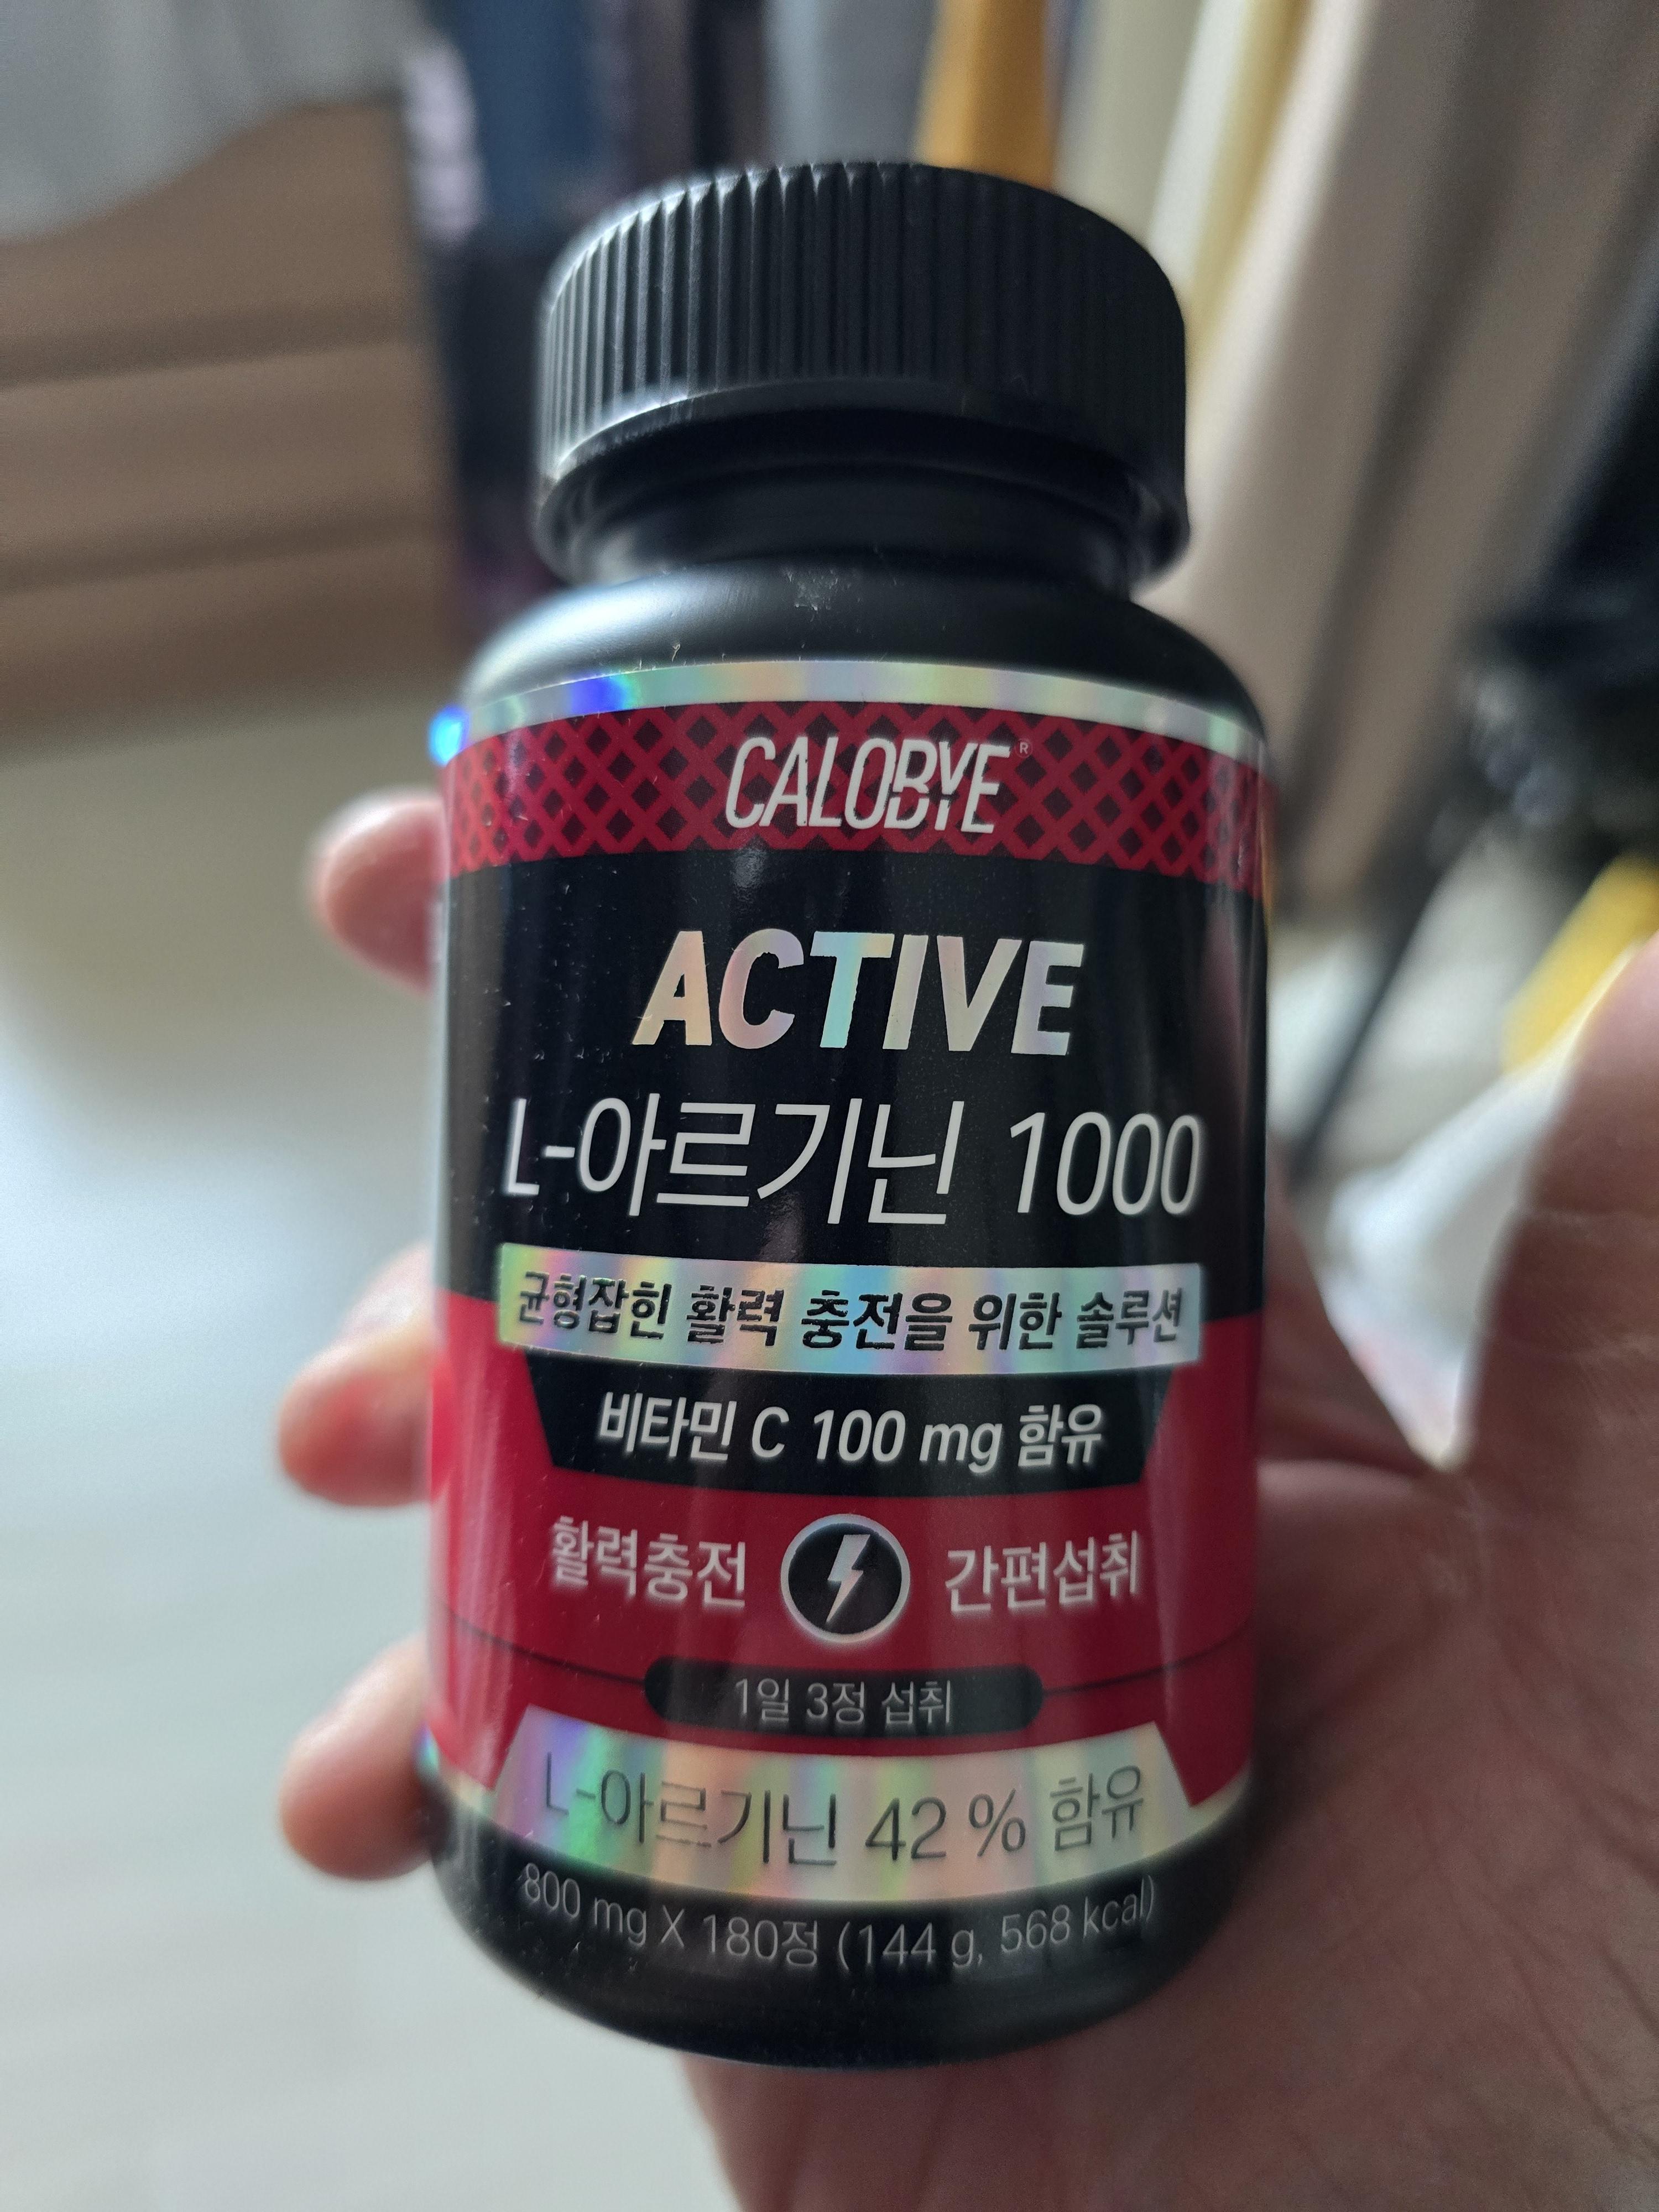 CALOBYE®
ACTIVE
L-아르기닌 1000
균형잡힌 활력 충전을 위한 솔루션
비타민 C 100 mg 함유
활력충전 간편섭취
1일 3정 섭취
L-아르기닌 42 % 함유
800 mg X 180정 (144 g, 568 kcal)